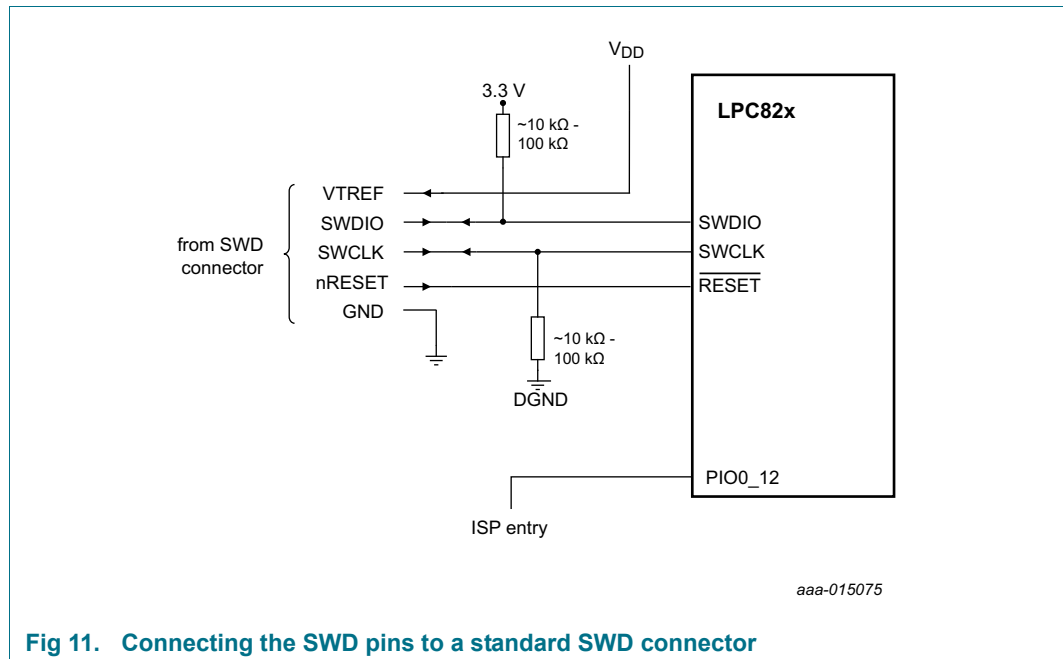 VDD
3.3 V
~10 kΩ -
100 kΩ
LPC82x
from SWD
connector
VTREF
SWDIO
SWCLK
nRESET
GND
SWDIO
SWCLK
RESET
~10 kΩ -
100 kΩ
DGND
PIO0_12
ISP entry
aaa-015075
Fig 11. Connecting the SWD pins to a standard SWD connector